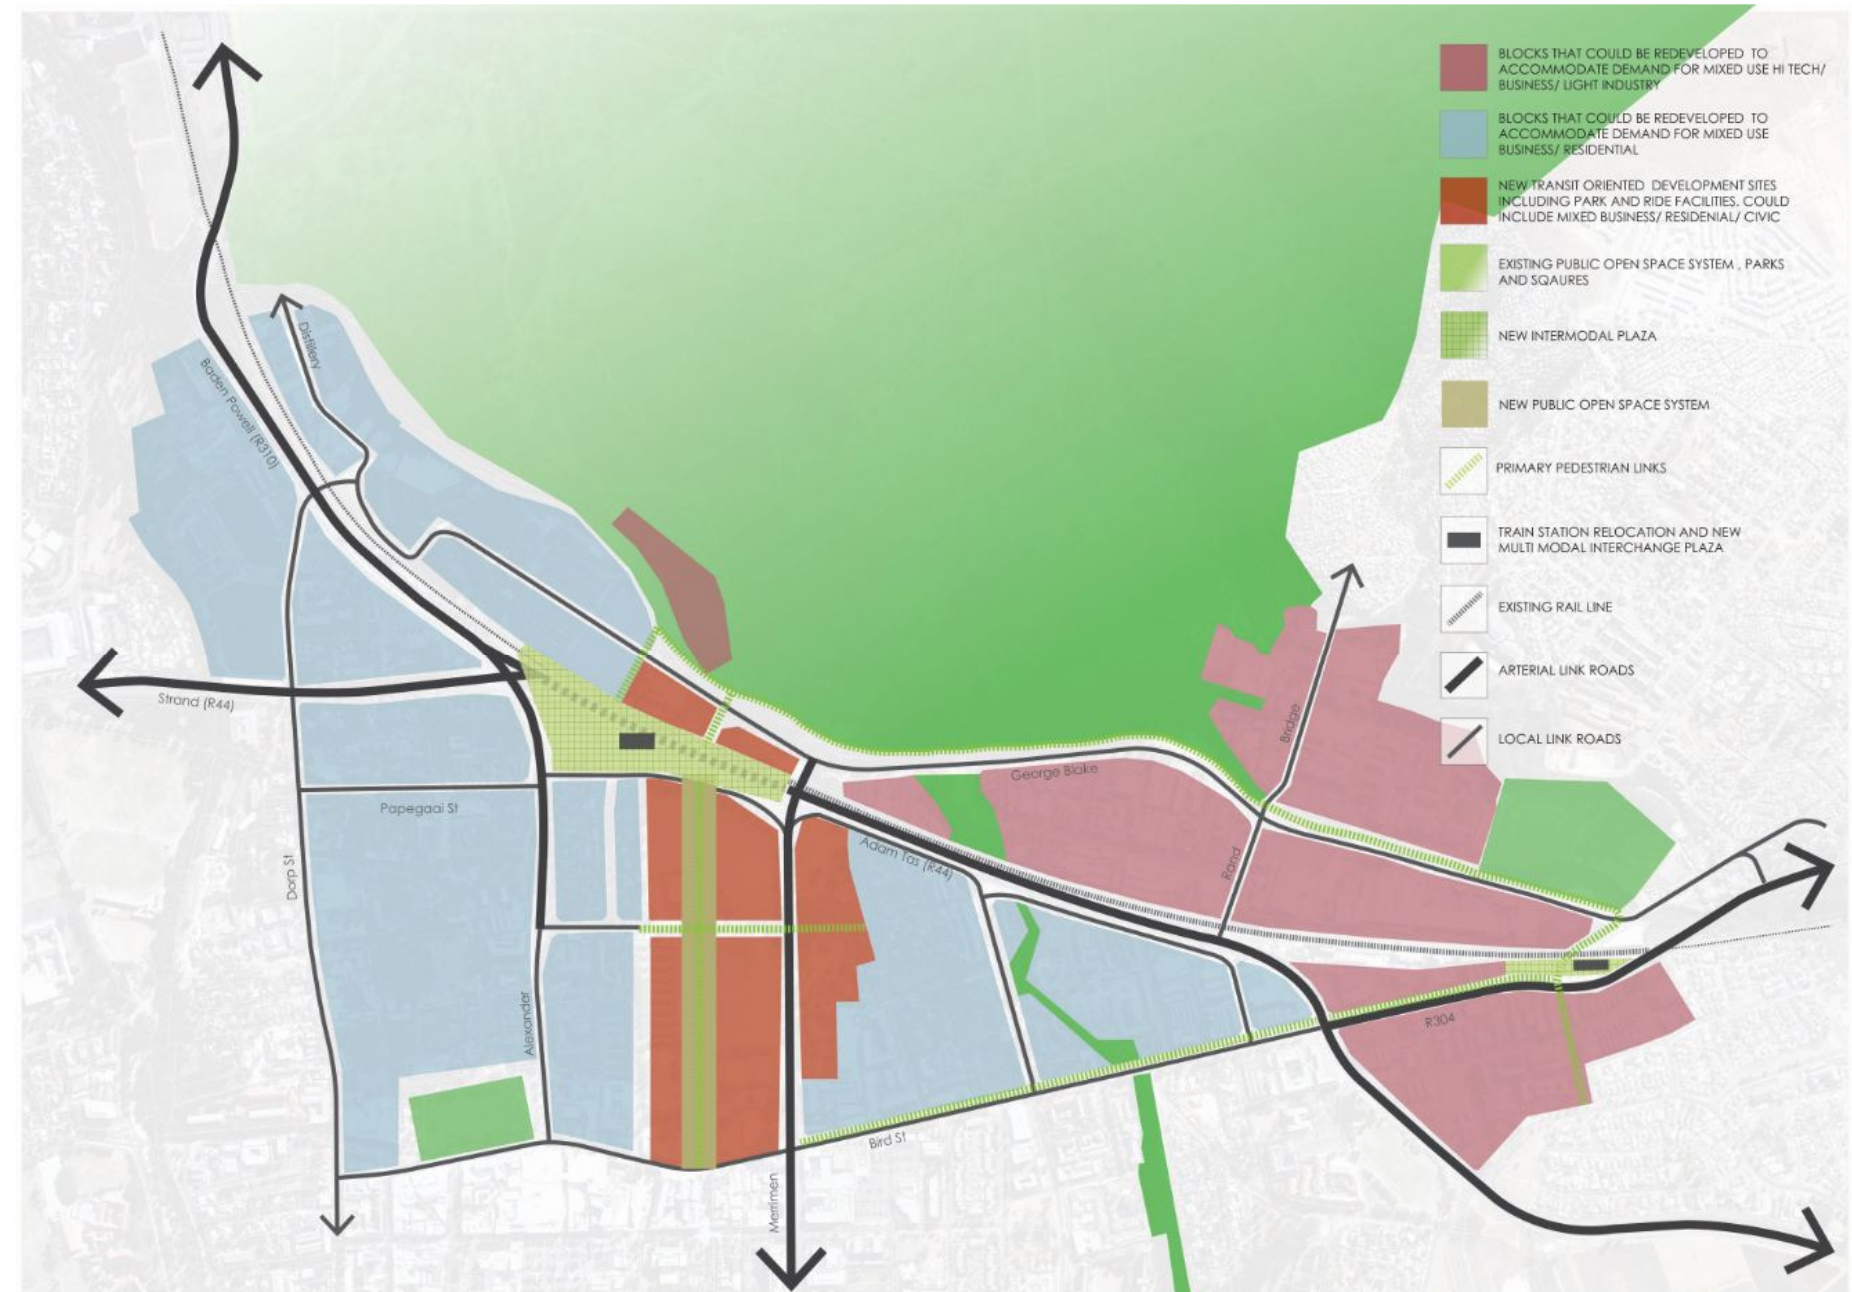 BLOCKS THAT COULD BE REDEVELOPED TO
ACCOMMODATE DEMAND FOR MIXED USE HI TECH/
BUSINESS/ LIGHT INDUSTRY
BLOCKS THAT COULD BE REDEVELOPED TO
ACCOMMODATE DEMAND FOR MIXED USE
BUSINESS/ RESIDENTIAL
NEW TRANSIT ORIENTED DEVELOPMENT SITES
INCLUDING PARK AND RIDE FACILITIES. COULD
INCLUDE MIXED BUSINESS/ RESIDENIAL/ CIVIC
EXISTING PUBLIC OPEN SPACE SYSTEM , PARKS
AND SQAURES
NEW INTERMODAL PLAZA
NEW PUBLIC OPEN SPACE SYSTEM
PRIMARY PEDESTRIAN LINKS
TRAIN STATION RELOCATION AND NEW
MULTI MODAL INTERCHANGE PLAZA
EXISTING RAIL LINE
ARTERIAL LINK ROADS
LOCAL LINK ROADS
Distillery
Baden Powell (R310)
Strand (R44)
Papegaai St
Dorp St
Alexander
Merrimen
Bird St
Adam Tas (R44)
George Blake
Bridge
Rand
R304